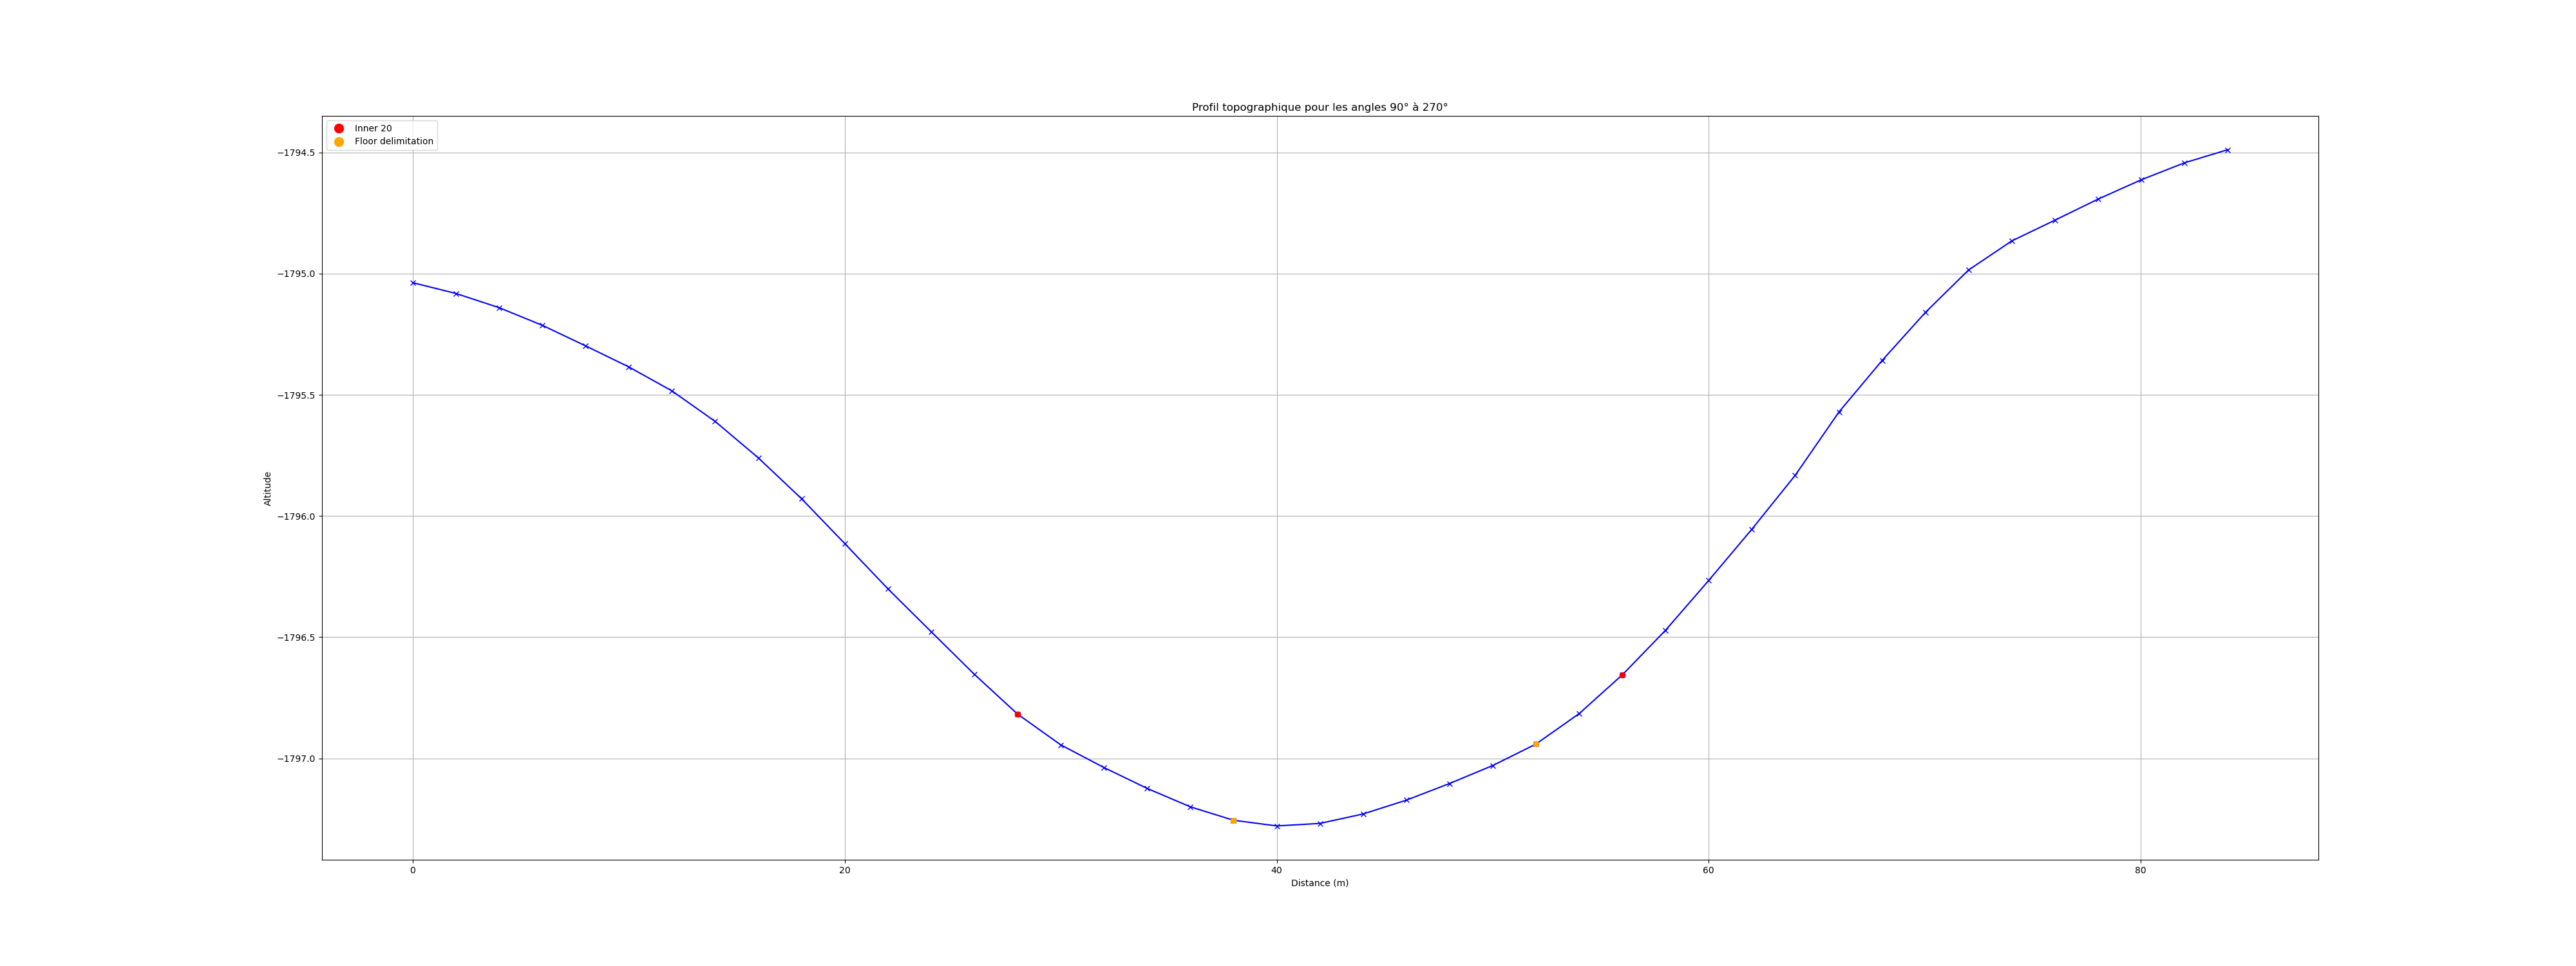 Profil topographique pour les angles 90° à 270°
Inner 20
Floor delimitation
−1794.5
−1795.0
−1795.5
−1796.0
−1796.5
−1797.0
Altitude
0 20 40 60 80
Distance (m)